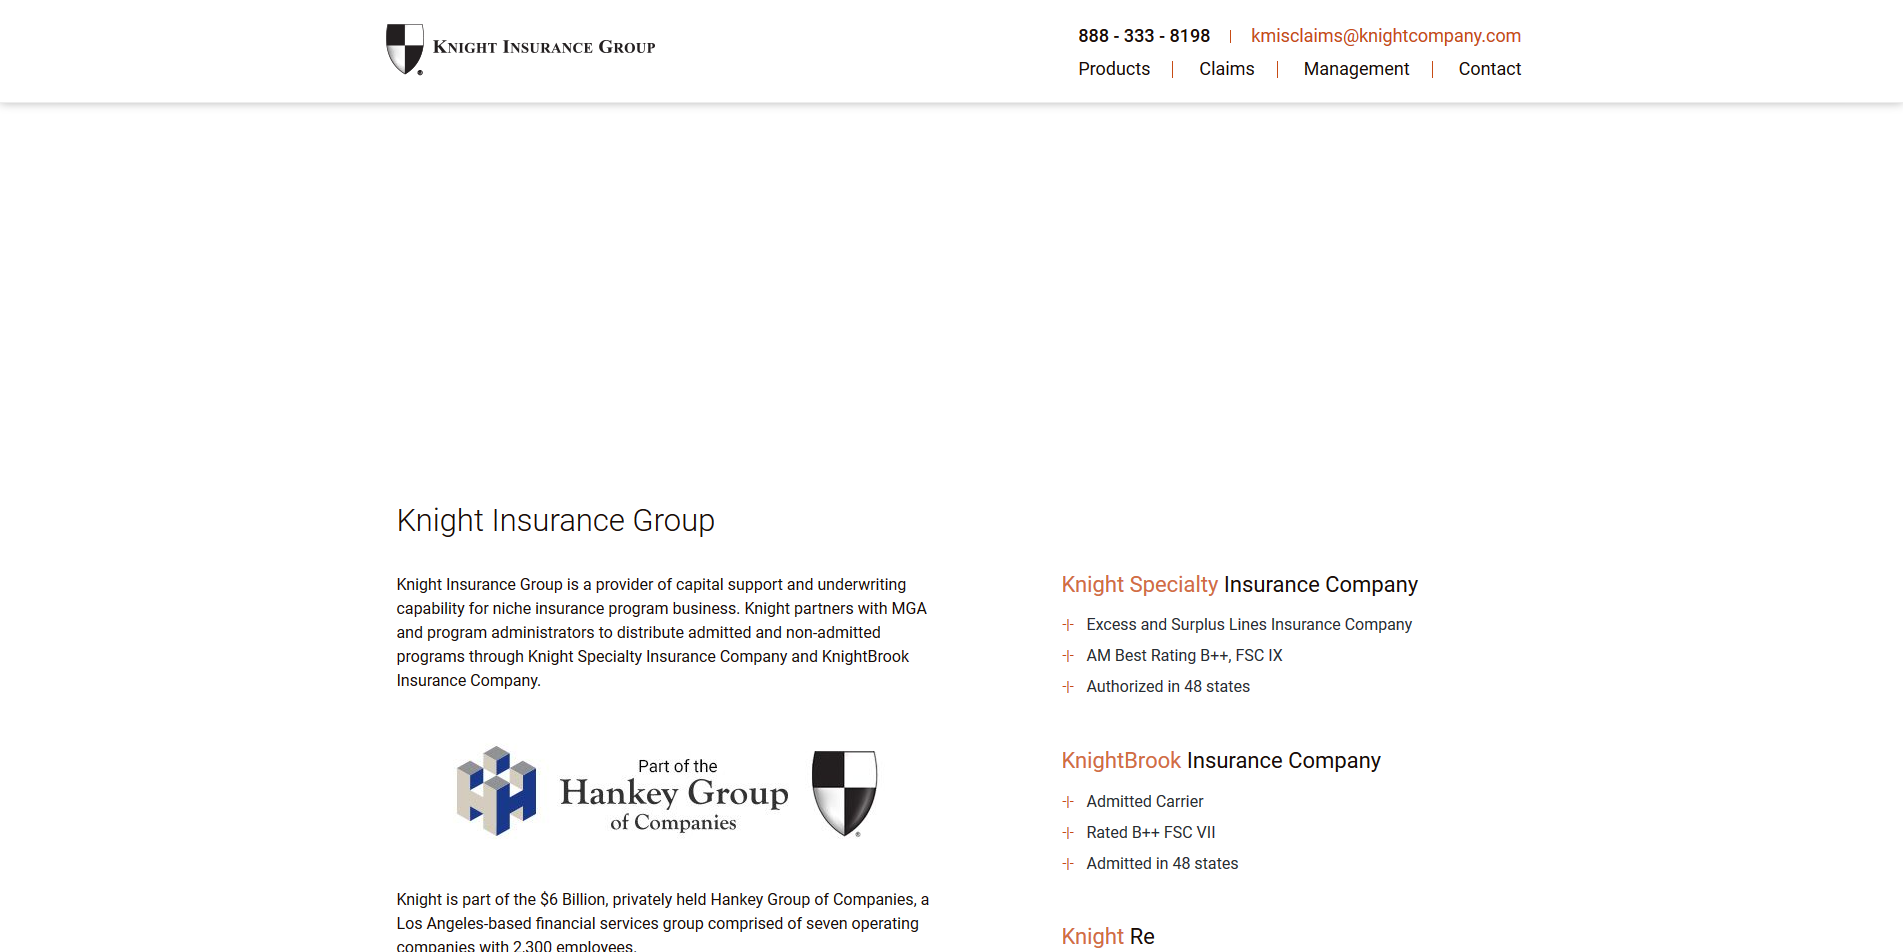 KNIGHT INSURANCE GROUP
888 - 333 - 8198 | kmisclaims@knightcompany.com
Products | Claims | Management | Contact
Knight Insurance Group
Knight Insurance Group is a provider of capital support and underwriting
capability for niche insurance program business. Knight partners with MGA
and program administrators to distribute admitted and non-admitted
programs through Knight Specialty Insurance Company and KnightBrook
Insurance Company.
Part of the
Hankey Group
of Companies
Knight is part of the $6 Billion, privately held Hankey Group of Companies, a
Los Angeles-based financial services group comprised of seven operating
companies with 2,300 employees.
Knight Specialty Insurance Company
Excess and Surplus Lines Insurance Company
AM Best Rating B++, FSC IX
Authorized in 48 states
KnightBrook Insurance Company
Admitted Carrier
Rated B++ FSC VII
Admitted in 48 states
Knight Re